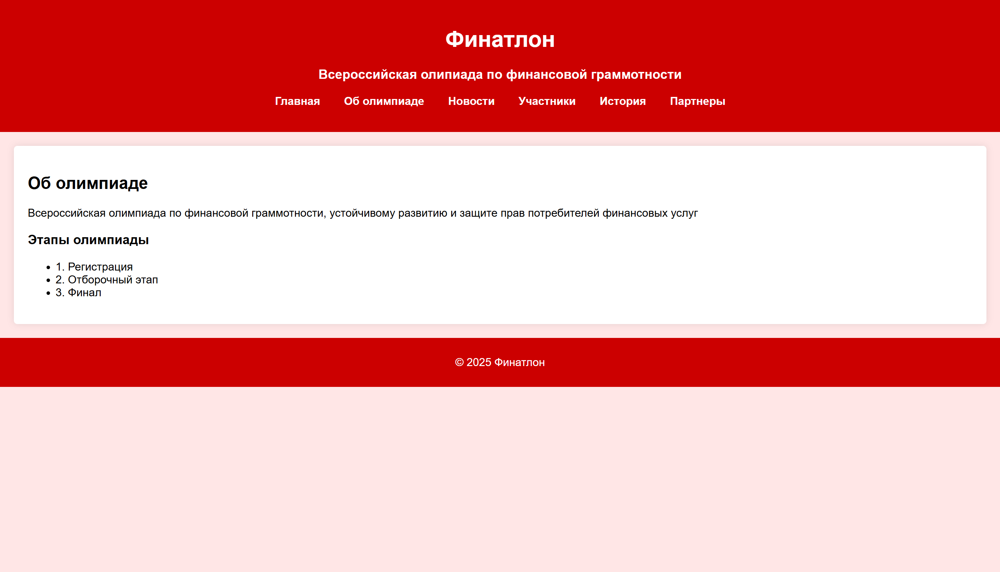 Финатлон
Всероссийская олипиада по финансовой граммотности
Главная Об олимпиаде Новости Участники История Партнеры
Об олимпиаде
Всероссийская олимпиада по финансовой граммотности, устойчивому развитию и защите прав потребителей финансовых услуг
Этапы олимпиады
• 1. Регистрация
• 2. Отборочный этап
• 3. Финал
© 2025 Финатлон